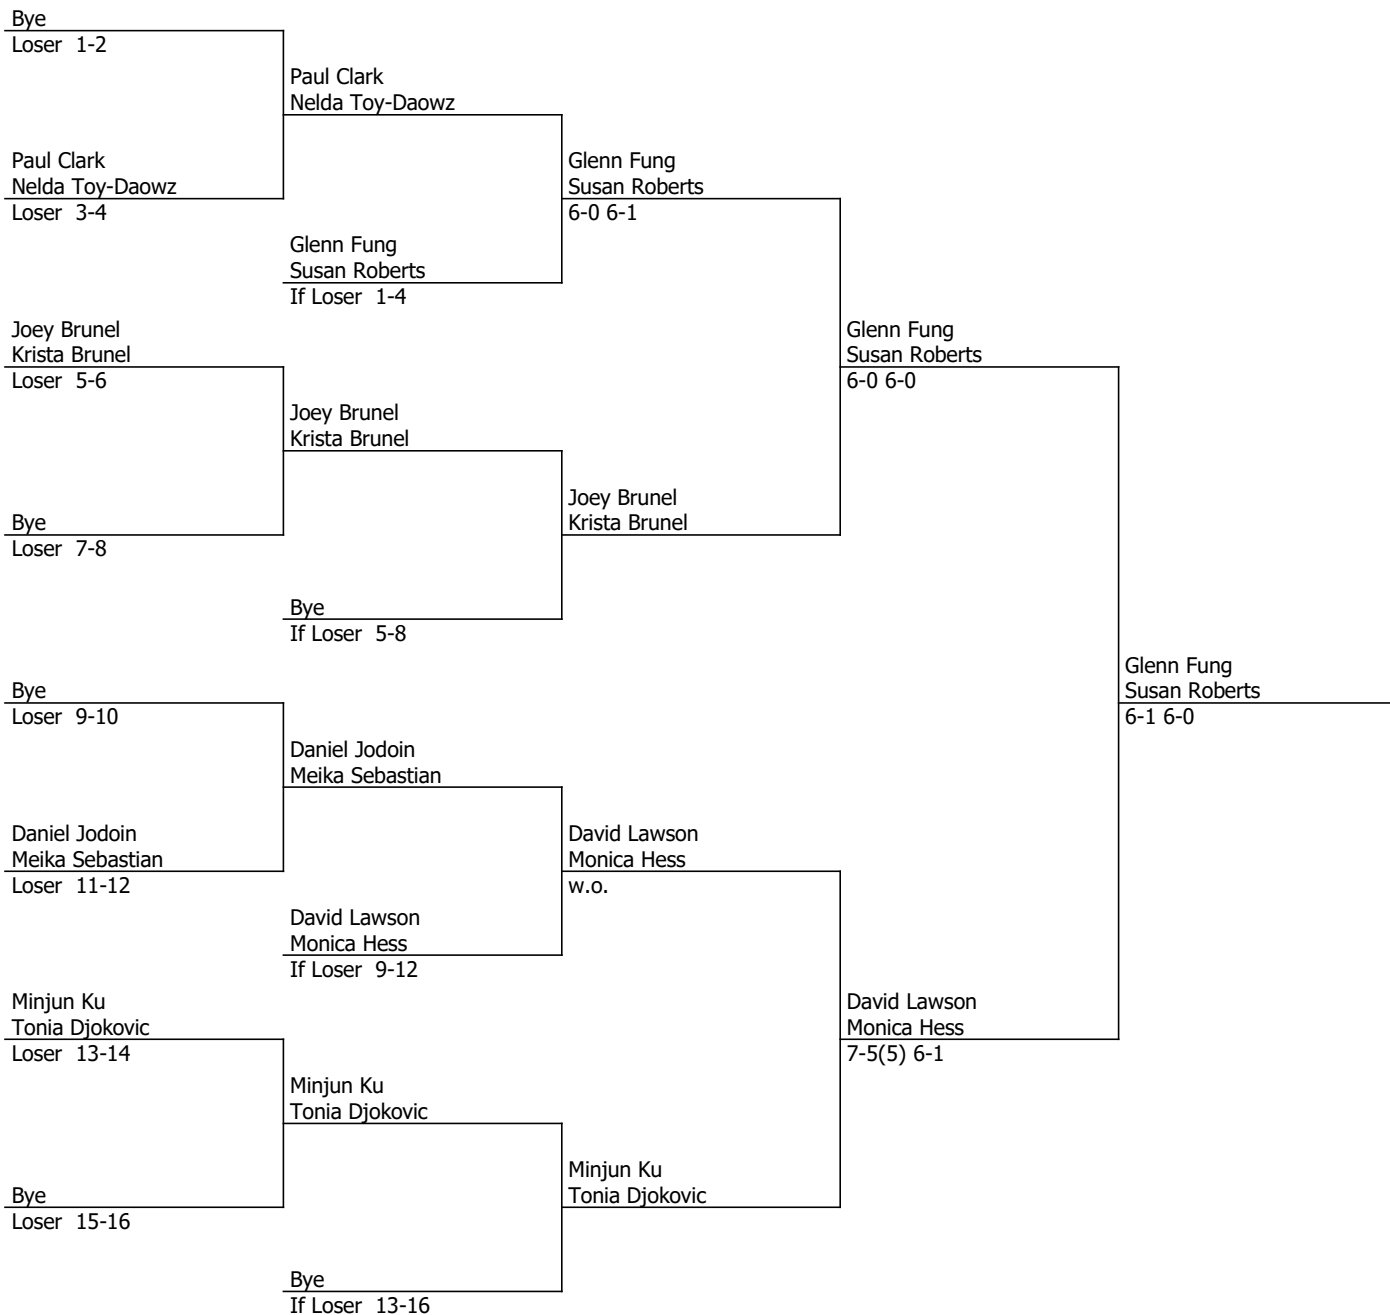 Bye
Loser 1-2
Paul Clark
Nelda Toy-Daowz
Loser 3-4
Joey Brunel
Krista Brunel
Loser 5-6
Bye
Loser 7-8
Bye
Loser 9-10
Daniel Jodoin
Meika Sebastian
Loser 11-12
Minjun Ku
Tonia Djokovic
Loser 13-14
Bye
Loser 15-16
Paul Clark
Nelda Toy-Daowz
Glenn Fung
Susan Roberts
If Loser 1-4
Joey Brunel
Krista Brunel
Bye
If Loser 5-8
Daniel Jodoin
Meika Sebastian
David Lawson
Monica Hess
If Loser 9-12
Minjun Ku
Tonia Djokovic
Bye
If Loser 13-16
Glenn Fung
Susan Roberts
6-0 6-1
Joey Brunel
Krista Brunel
David Lawson
Monica Hess
w.o.
Minjun Ku
Tonia Djokovic
Glenn Fung
Susan Roberts
6-0 6-0
David Lawson
Monica Hess
7-5(5) 6-1
Glenn Fung
Susan Roberts
6-1 6-0